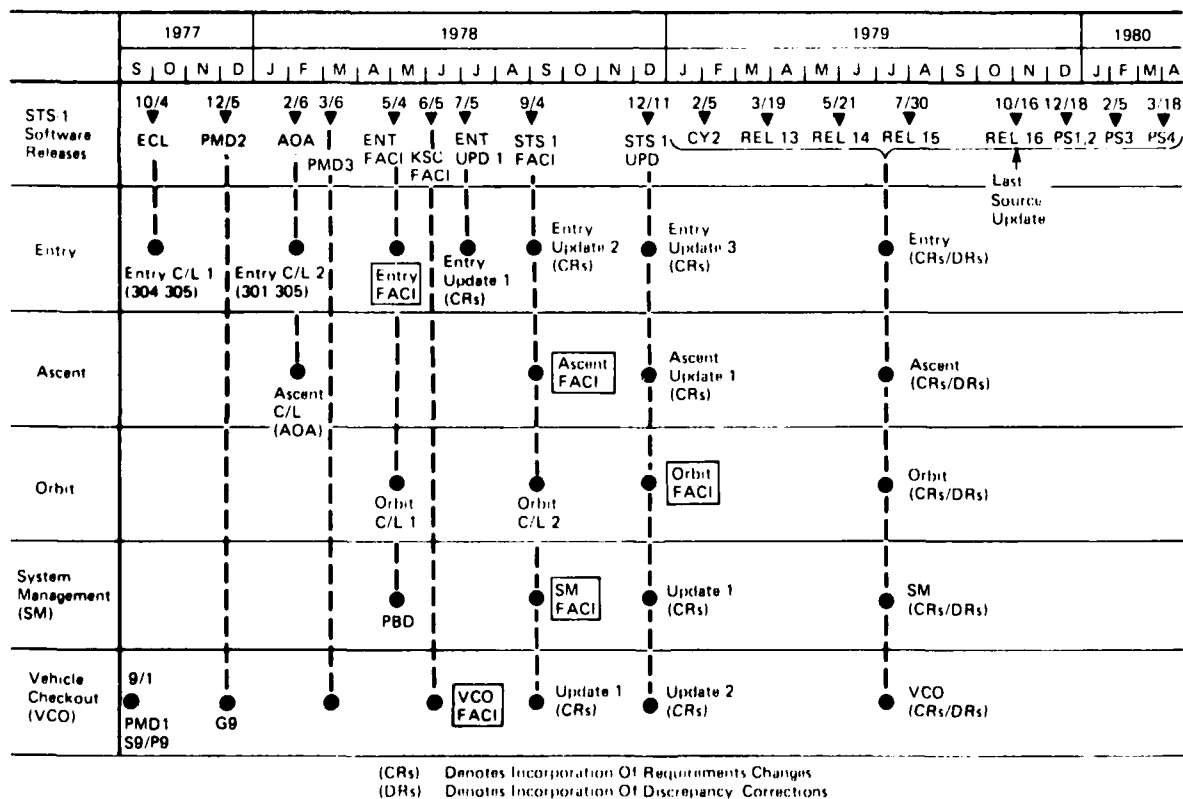 1977 1978 1979 1980
S O N D J F M A M J J A S O N D J F M A M J J A S O N D J F M A
STS-1
Software
Releases
10/4 12/5 2/6 3/6 5/4 6/5 7/5 9/4 12/11 2/5 3/19 5/21 7/30 10/16 12/18 2/5 3/18
ECL
PMD2
AOA
PMD3
ENT
FACI
KSC
FACI
ENT
UPD 1
STS 1
FACI
STS 1
UPD
CY2
REL 13
REL 14
REL 15
REL 16
PS1,2
PS3
PS4
Last
Source
Update
Entry
Entry C/L 1
(304 305)
Entry C/L 2
(301 305)
Entry
FACI
Entry
Update 1
(CRs)
Entry
Update 2
(CRs)
Entry
Update 3
(CRs)
Entry
(CRs/DRs)
Ascent
Ascent
C/L
(AOA)
Ascent
FACI
Ascent
Update 1
(CRs)
Ascent
(CRs/DRs)
Orbit
Orbit
C/L 1
Orbit
C/L 2
Orbit
FACI
Orbit
(CRs/DRs)
System
Management
(SM)
PBD
SM
FACI
Update 1
(CRs)
SM
(CRs/DRs)
Vehicle
Checkout
(VCO)
9/1
PMD1
S9/P9
G9
VCO
FACI
Update 1
(CRs)
Update 2
(CRs)
VCO
(CRs/DRs)
(CRs) Denotes Incorporation Of Requirements Changes
(DRs) Denotes Incorporation Of Discrepancy Corrections